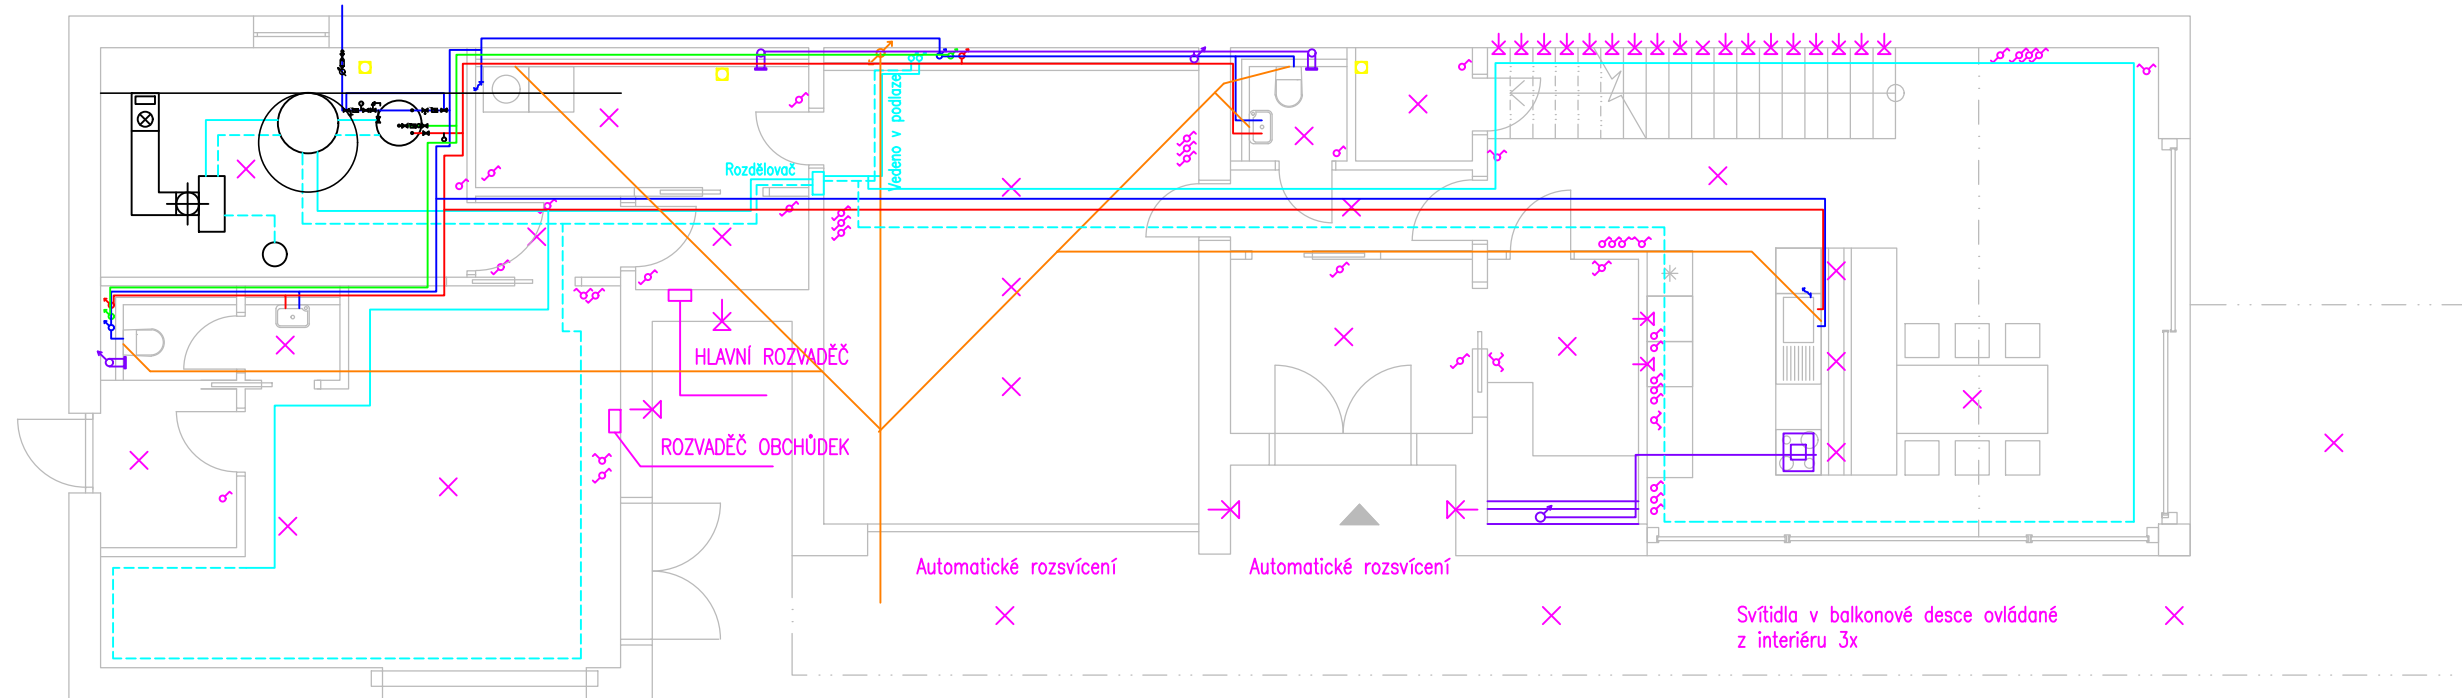 Vedeno v podlaze
Rozdělovač
HLAVNÍ ROZVADĚČ
ROZVADĚČ OBCHŮDEK
Automatické rozsvícení
Automatické rozsvícení
Svítidla v balkonové desce ovládané
z interiéru 3x